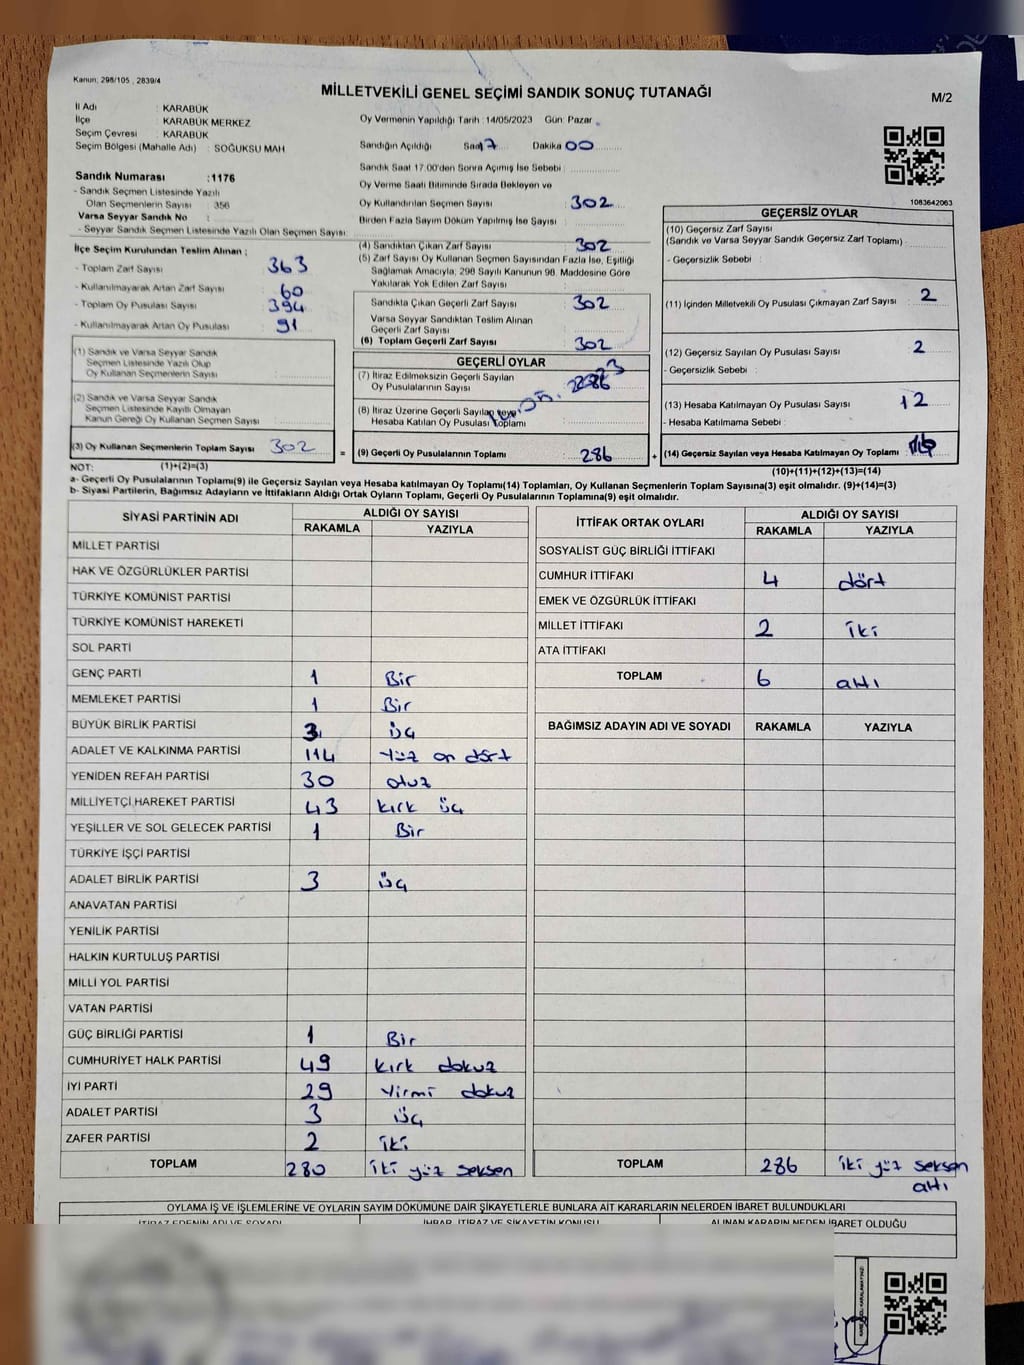 Kanun: 298/105 , 2839/4
MİLLETVEKİLİ GENEL SEÇİMİ SANDIK SONUÇ TUTANAĞI
M/2
İl Adı : KARABÜK
İlçe : KARABÜK MERKEZ
Seçim Çevresi : KARABÜK
Seçim Bölgesi (Mahalle Adı) : SOĞUKSU MAH.
Oy Vermenin Yapıldığı Tarih :14/05/2023 Gün: Pazar
Sandığın Açıldığı Saat 17 Dakika 00
Sandık Saat 17:00'den Sonra Açımış İse Sebebi :
Oy Verme Saati Bitiminde Sırada Bekleyen ve
Oy Kullandırılan Seçmen Sayısı : 302
Birden Fazla Sayım Döküm Yapılmış İse Sayısı :
Sandık Numarası :1176
- Sandık Seçmen Listesinde Yazılı
Olan Seçmenlerin Sayısı : 356
Varsa Seyyar Sandık No :
- Seyyar Sandık Seçmen Listesinde Yazılı Olan Seçmen Sayısı:
İlçe Seçim Kurulundan Teslim Alınan ;
- Toplam Zarf Sayısı : 363
- Kullanılmayarak Artan Zarf Sayısı : 60
- Toplam Oy Pusulası Sayısı : 394
- Kullanılmayarak Artan Oy Pusulası : 91
(1) Sandık ve Varsa Seyyar Sandık
Seçmen Listesinde Yazılı Olup
Oy Kullanan Seçmenlerin Sayısı :
(2) Sandık ve Varsa Seyyar Sandık
Seçmen Listesinde Kayıtlı Olmayan
Kanun Gereği Oy Kullanan Seçmen Sayısı :
(3) Oy Kullanan Seçmenlerin Toplam Sayısı 302
=
(4) Sandıktan Çıkan Zarf Sayısı : 302
(5) Zarf Sayısı Oy Kullanan Seçmen Sayısından Fazla İse, Eşitliği
Sağlamak Amacıyla, 298 Sayılı Kanunun 98. Maddesine Göre
Yakılarak Yok Edilen Zarf Sayısı :
Sandıkta Çıkan Geçerli Zarf Sayısı : 302
Varsa Seyyar Sandıktan Teslim Alınan
Geçerli Zarf Sayısı :
(6) Toplam Geçerli Zarf Sayısı : 302
GEÇERLİ OYLAR
(7) İtiraz Edilmeksizin Geçerli Sayılan
Oy Pusulalarının Sayısı : 286
(8) İtiraz Üzerine Geçerli Sayılan veya
Hesaba Katılan Oy Pusulası Toplamı :
(9) Geçerli Oy Pusulalarının Toplamı : 286
+
1083642063
GEÇERSİZ OYLAR
(10) Geçersiz Zarf Sayısı
(Sandık ve Varsa Seyyar Sandık Geçersiz Zarf Toplamı) :
- Geçersizlik Sebebi :
(11) İçinden Milletvekili Oy Pusulası Çıkmayan Zarf Sayısı : 2
(12) Geçersiz Sayılan Oy Pusulası Sayısı : 2
- Geçersizlik Sebebi :
(13) Hesaba Katılmayan Oy Pusulası Sayısı : 12
- Hesaba Katılmama Sebebi :
(14) Geçersiz Sayılan veya Hesaba Katılmayan Oy Toplamı :
NOT: (1)+(2)=(3)
(10)+(11)+(12)+(13)=(14)
a- Geçerli Oy Pusulalarının Toplamı(9) ile Geçersiz Sayılan veya Hesaba katılmayan Oy Toplamı(14) Toplamları, Oy Kullanan Seçmenlerin Toplam Sayısına(3) eşit olmalıdır. (9)+(14)=(3)
b- Siyasi Partilerin, Bağımsız Adayların ve İttifakların Aldığı Ortak Oyların Toplamı, Geçerli Oy Pusulalarının Toplamına(9) eşit olmalıdır.
SİYASİ PARTİNİN ADI ALDIĞI OY SAYISI
RAKAMLA YAZIYLA
MİLLET PARTİSİ
HAK VE ÖZGÜRLÜKLER PARTİSİ
TÜRKİYE KOMÜNİST PARTİSİ
TÜRKİYE KOMÜNİST HAREKETİ
SOL PARTİ
GENÇ PARTİ 1 Bir
MEMLEKET PARTİSİ 1 Bir
BÜYÜK BİRLİK PARTİSİ 3 üç
ADALET VE KALKINMA PARTİSİ 114 Yüz on dört
YENİDEN REFAH PARTİSİ 30 otuz
MİLLİYETÇİ HAREKET PARTİSİ 43 kırk üç
YEŞİLLER VE SOL GELECEK PARTİSİ 1 Bir
TÜRKİYE İŞÇİ PARTİSİ
ADALET BİRLİK PARTİSİ 3 üç
ANAVATAN PARTİSİ
YENİLİK PARTİSİ
HALKIN KURTULUŞ PARTİSİ
MİLLİ YOL PARTİSİ
VATAN PARTİSİ
GÜÇ BİRLİĞİ PARTİSİ 1 Bir
CUMHURİYET HALK PARTİSİ 49 kırk dokuz
İYİ PARTİ 29 Yirmi dokuz
ADALET PARTİSİ 3 üç
ZAFER PARTİSİ 2 iki
TOPLAM 280 iki yüz seksen
İTTİFAK ORTAK OYLARI ALDIĞI OY SAYISI
RAKAMLA YAZIYLA
SOSYALİST GÜÇ BİRLİĞİ İTTİFAKI
CUMHUR İTTİFAKI 4 dört
EMEK VE ÖZGÜRLÜK İTTİFAKI
MİLLET İTTİFAKI 2 iki
ATA İTTİFAKI
TOPLAM 6 altı
BAĞIMSIZ ADAYIN ADI VE SOYADI RAKAMLA YAZIYLA
TOPLAM 286 iki yüz seksen
altı
OYLAMA İŞ VE İŞLEMLERİNE VE OYLARIN SAYIM DÖKÜMÜNE DAİR ŞİKAYETLERLE BUNLARA AİT KARARLARIN NELERDEN İBARET BULUNDUKLARI
İTİRAZ EDENİN ADI VE SOYADI İHBAR, İTİRAZ VE ŞİKAYETİN KONUSU ALINAN KARARIN NEDEN İBARET OLDUĞU